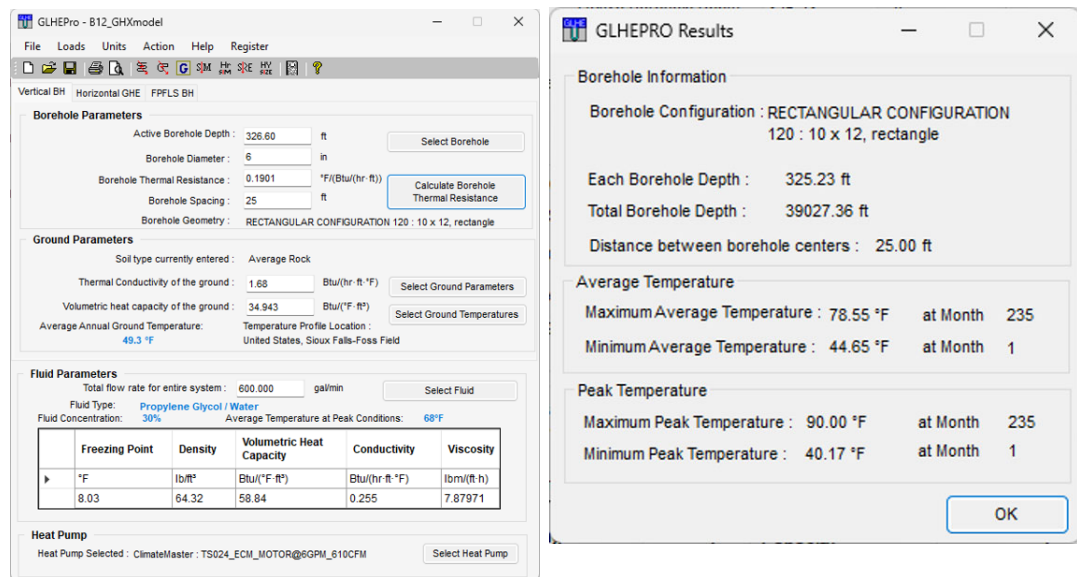 GLHEPro - B12_GHXmodel
File Loads Units Action Help Register
G S|M Hr SIM S|RE HY SIZE
Vertical BH Horizontal GHE FPFLS BH
Borehole Parameters
Active Borehole Depth : 326.60 ft Select Borehole
Borehole Diameter : 6 in
Borehole Thermal Resistance : 0.1901 °F/(Btu/(hr·ft)) Calculate Borehole Thermal Resistance
Borehole Spacing : 25 ft
Borehole Geometry : RECTANGULAR CONFIGURATION 120 : 10 x 12, rectangle
Ground Parameters
Soil type currently entered : Average Rock
Thermal Conductivity of the ground : 1.68 Btu/(hr·ft·°F) Select Ground Parameters
Volumetric heat capacity of the ground : 34.943 Btu/(°F·ft³) Select Ground Temperatures
Average Annual Ground Temperature: Temperature Profile Location :
49.3 °F United States, Sioux Falls-Foss Field
Fluid Parameters
Total flow rate for entire system : 600.000 gal/min Select Fluid
Fluid Type: Propylene Glycol / Water
Fluid Concentration: 30% Average Temperature at Peak Conditions: 68°F
Freezing Point Density Volumetric Heat Capacity Conductivity Viscosity
°F lb/ft³ Btu/(°F·ft³) Btu/(hr·ft·°F) lbm/(ft·h)
8.03 64.32 58.84 0.255 7.87971
Heat Pump
Heat Pump Selected : ClimateMaster : TS024_ECM_MOTOR@6GPM_610CFM Select Heat Pump
GLHE
GLHEPRO Results
Borehole Information
Borehole Configuration : RECTANGULAR CONFIGURATION
120 : 10 x 12, rectangle
Each Borehole Depth : 325.23 ft
Total Borehole Depth : 39027.36 ft
Distance between borehole centers : 25.00 ft
Average Temperature
Maximum Average Temperature : 78.55 °F at Month 235
Minimum Average Temperature : 44.65 °F at Month 1
Peak Temperature
Maximum Peak Temperature : 90.00 °F at Month 235
Minimum Peak Temperature : 40.17 °F at Month 1
OK